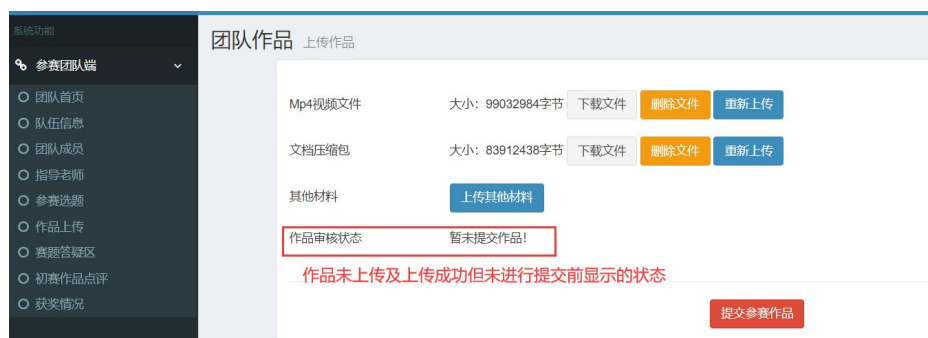 系统功能
参赛团队端
团队首页
队伍信息
团队成员
指导老师
参赛选题
作品上传
赛题答疑区
初赛作品点评
获奖情况
团队作品 上传作品
Mp4视频文件 大小：99032984字节 下载文件 删除文件 重新上传
文档压缩包 大小：83912438字节 下载文件 删除文件 重新上传
其他材料 上传其他材料
作品审核状态 暂未提交作品！
作品未上传及上传成功但未进行提交前显示的状态
提交参赛作品